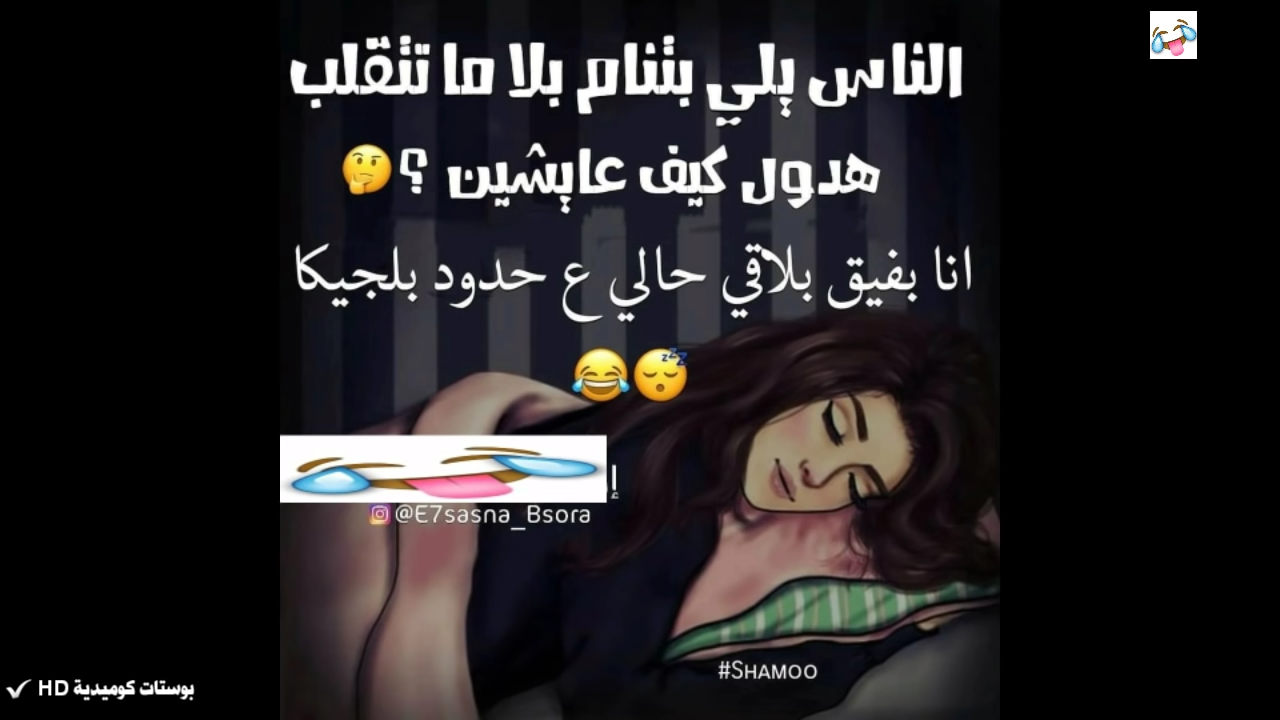 الناس يلي بتنام بلا ما تتقلب
هدول كيف عايشين ؟🤔
انا بفيق بلاقي حالي ع حدود بلجيكا
😂😴
@E7sasna_Bsora
#SHAMOO
بوستات كوميدية HD ✓